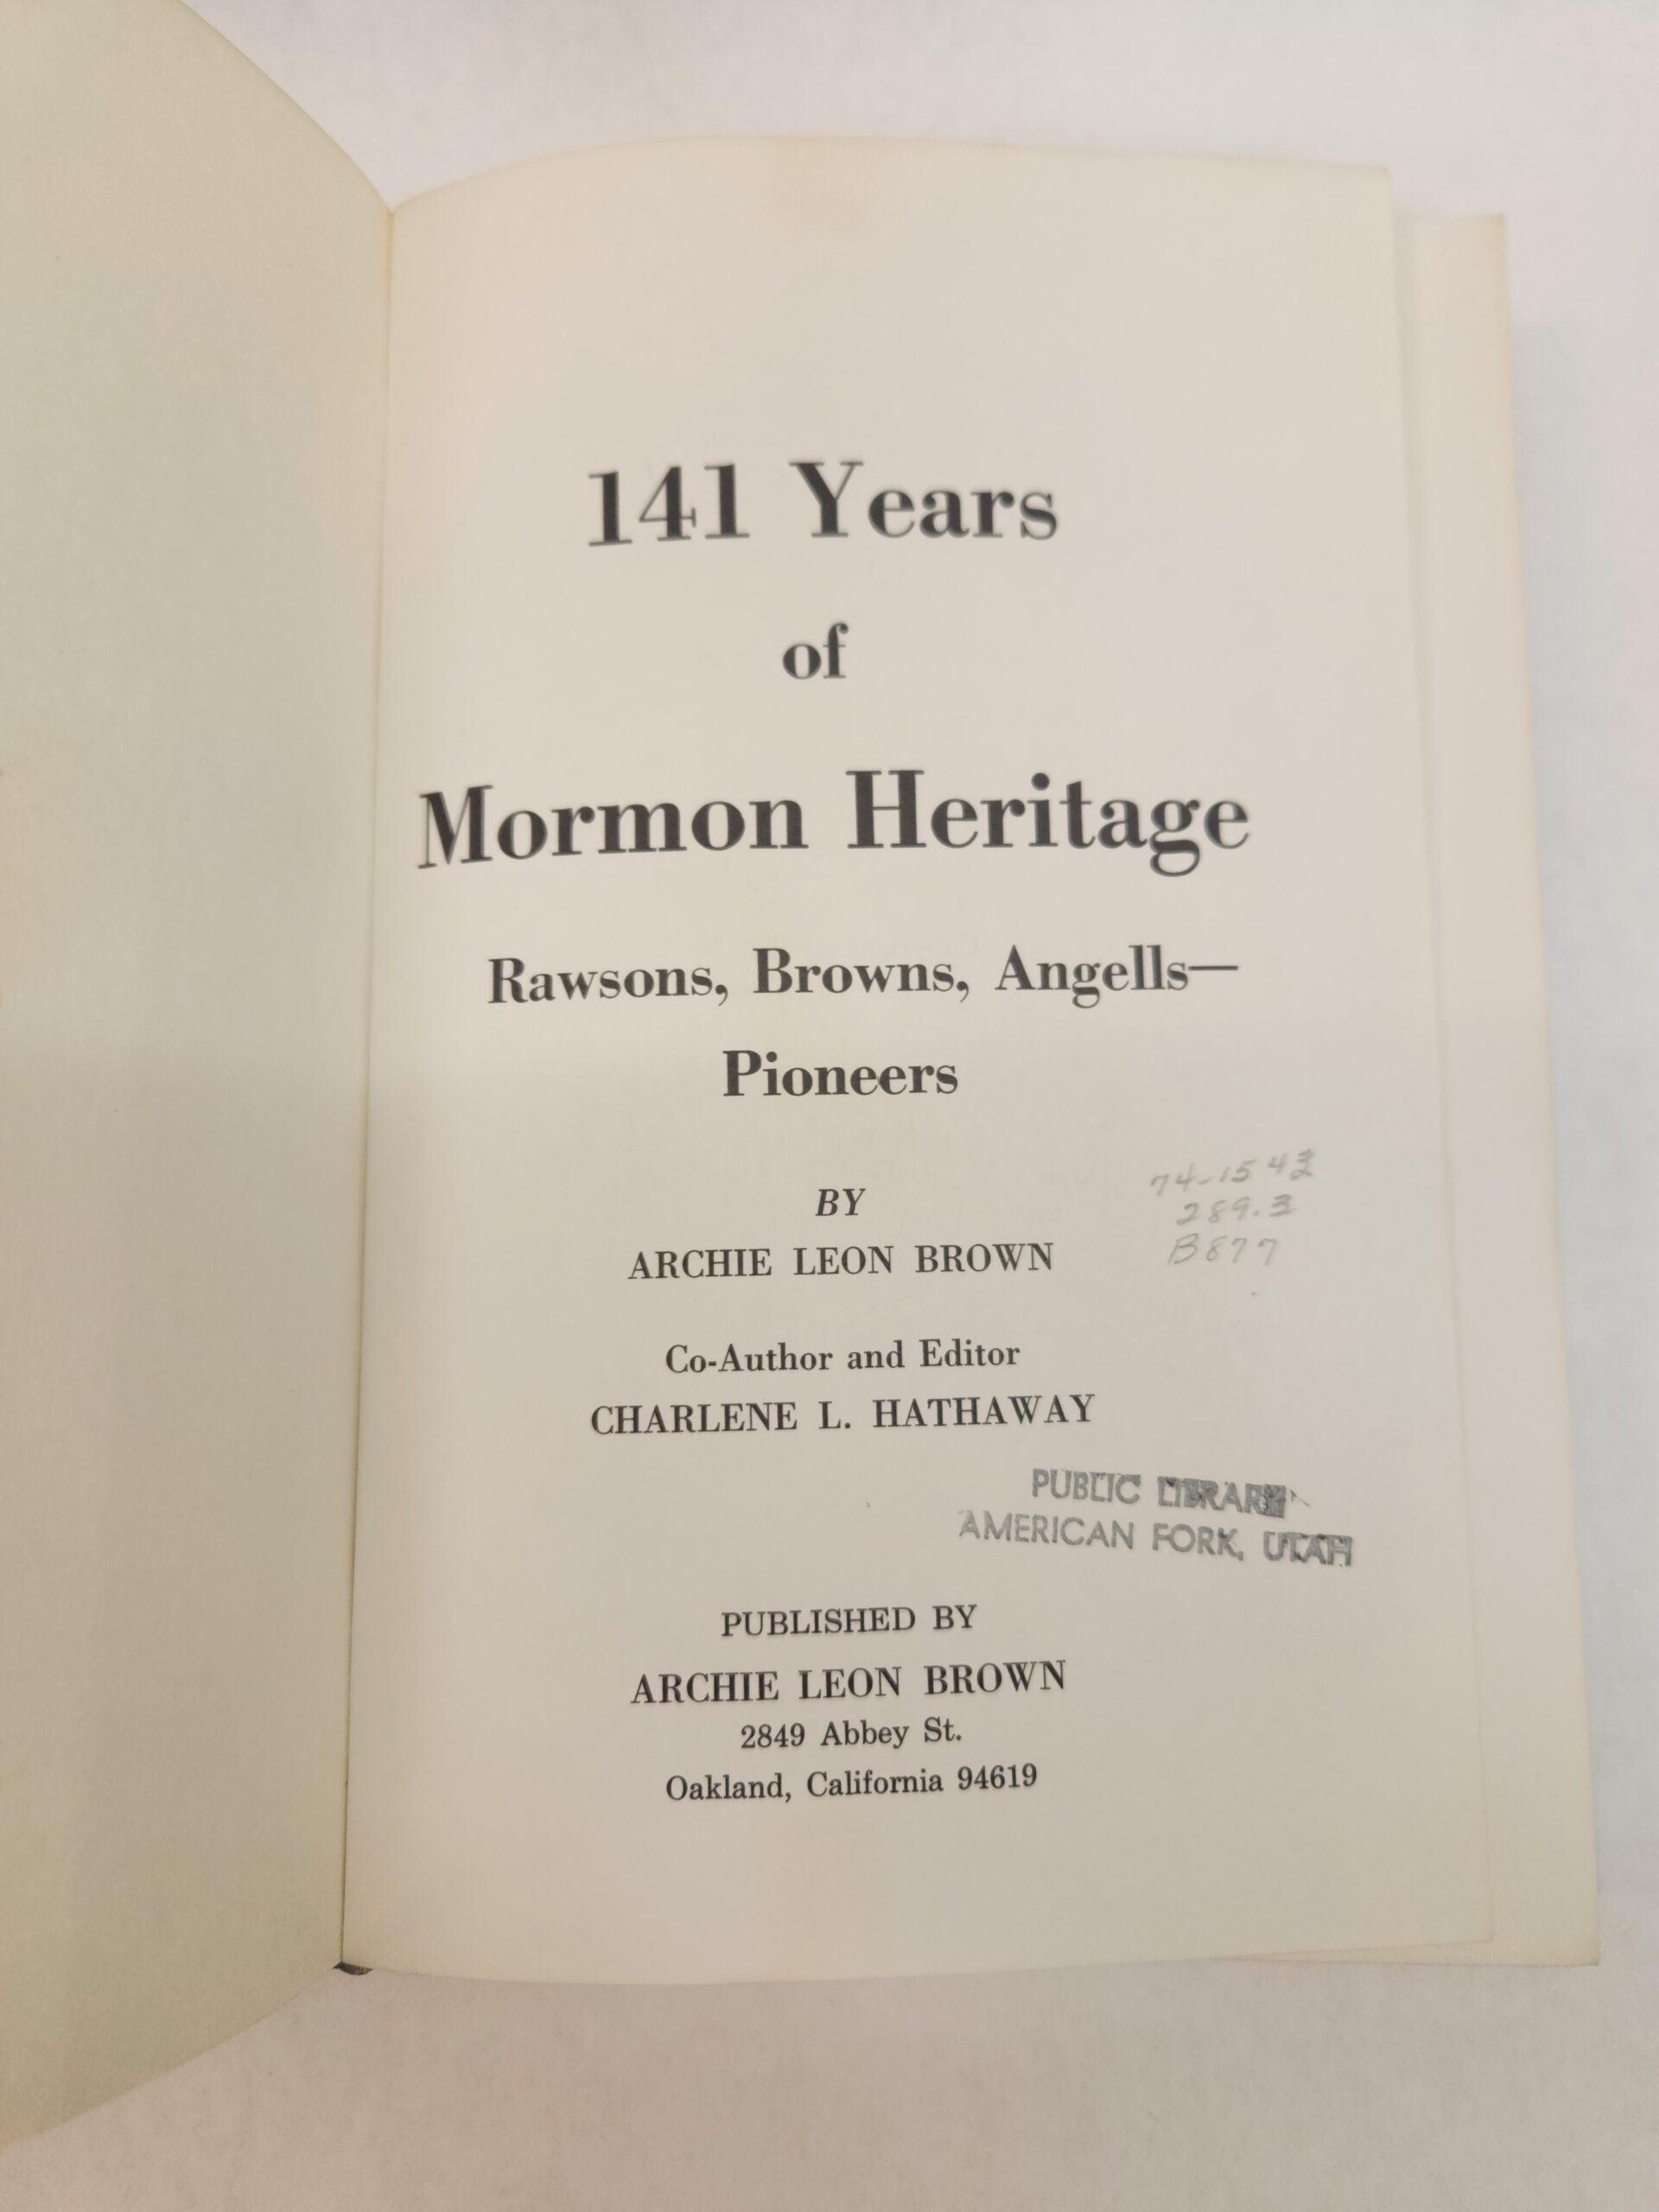 141 Years
of
Mormon Heritage
Rawsons, Browns, Angells—
Pioneers
BY
ARCHIE LEON BROWN
74-1543
289.3
B877
Co-Author and Editor
CHARLENE L. HATHAWAY
PUBLIC LIBRARY
AMERICAN FORK, UTAH
PUBLISHED BY
ARCHIE LEON BROWN
2849 Abbey St.
Oakland, California 94619